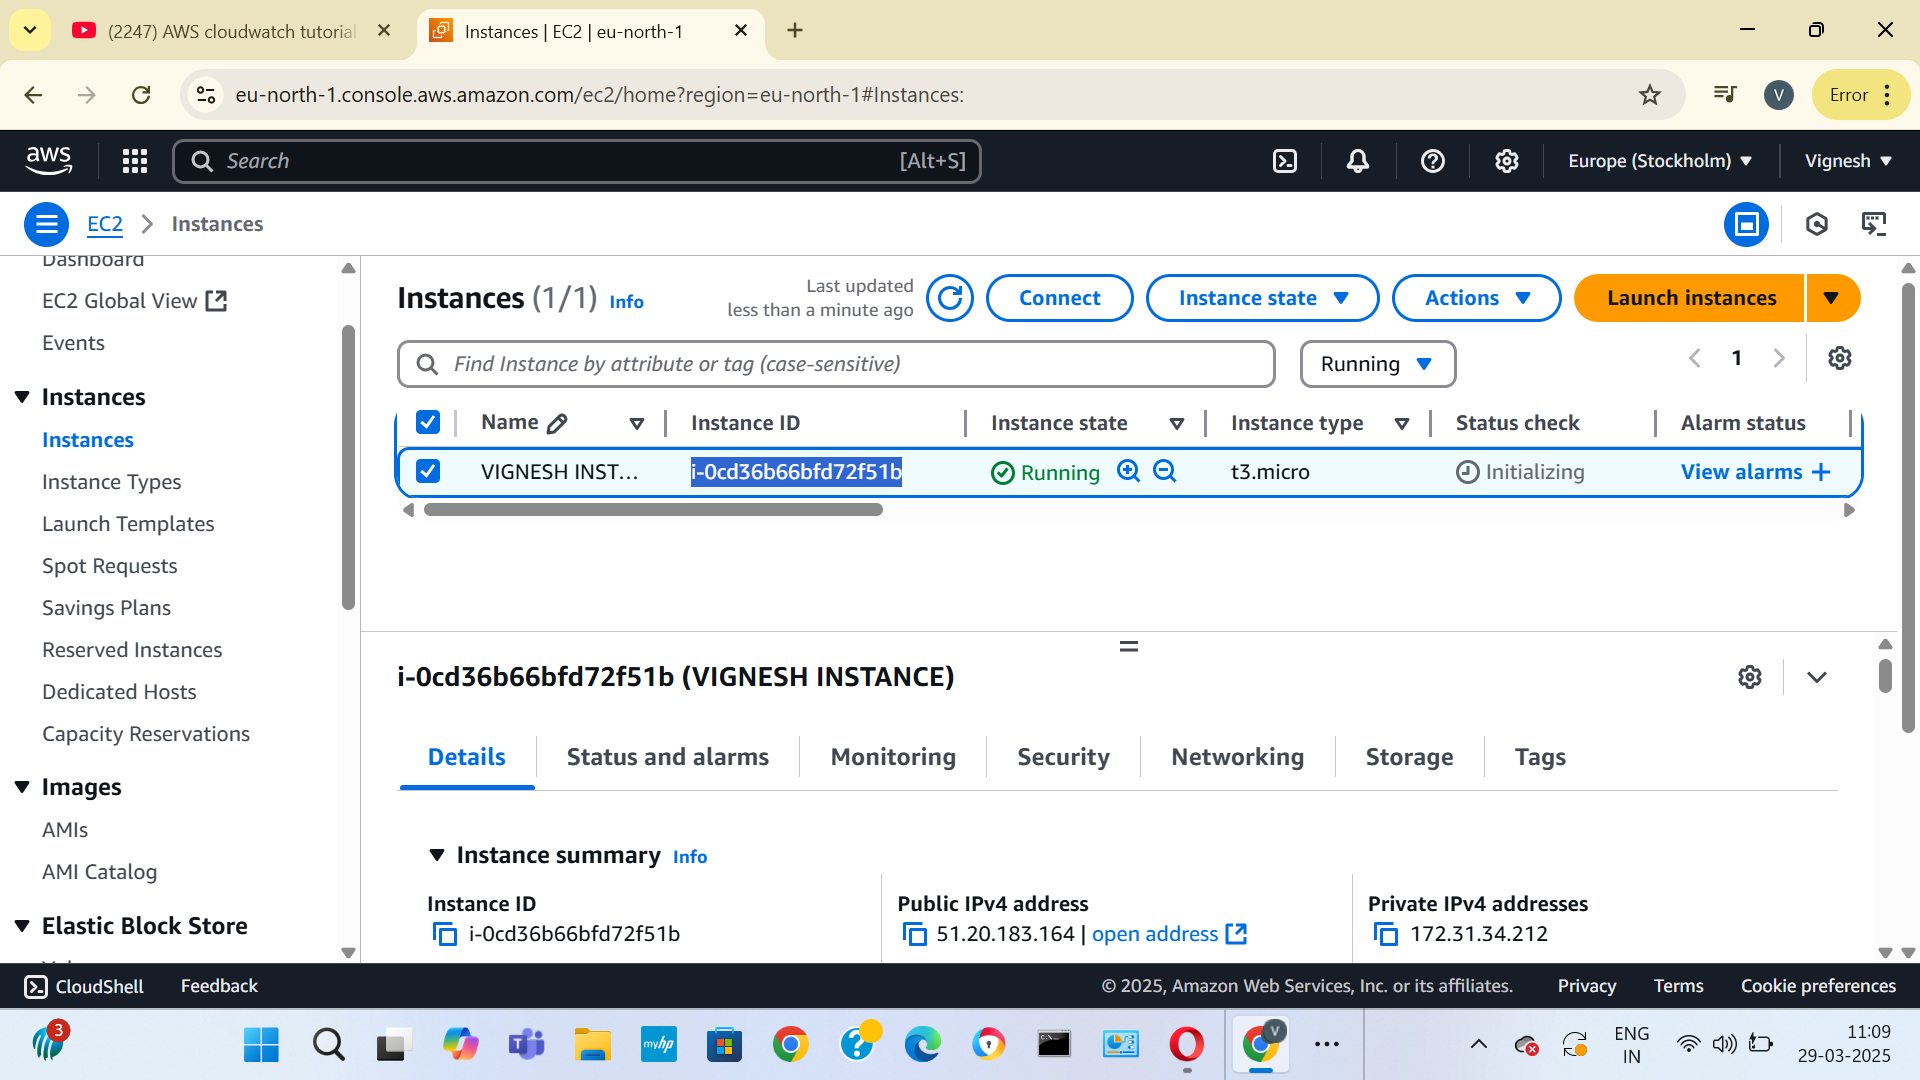 (2247) AWS cloudwatch tutorial
Instances | EC2 | eu-north-1
eu-north-1.console.aws.amazon.com/ec2/home?region=eu-north-1#Instances:
V
Error
aws
Search
[Alt+S]
Europe (Stockholm)
Vignesh
EC2
Instances
Dashboard
EC2 Global View
Events
Instances
Instances
Instance Types
Launch Templates
Spot Requests
Savings Plans
Reserved Instances
Dedicated Hosts
Capacity Reservations
Images
AMIs
AMI Catalog
Elastic Block Store
Instances (1/1) Info
Last updated
less than a minute ago
Connect
Instance state
Actions
Launch instances
Find Instance by attribute or tag (case-sensitive)
Running
1
Name
Instance ID
Instance state
Instance type
Status check
Alarm status
VIGNESH INST...
i-0cd36b66bfd72f51b
Running
t3.micro
Initializing
View alarms +
i-0cd36b66bfd72f51b (VIGNESH INSTANCE)
Details
Status and alarms
Monitoring
Security
Networking
Storage
Tags
Instance summary Info
Instance ID
i-0cd36b66bfd72f51b
Public IPv4 address
51.20.183.164 | open address
Private IPv4 addresses
172.31.34.212
CloudShell
Feedback
© 2025, Amazon Web Services, Inc. or its affiliates.
Privacy
Terms
Cookie preferences
3
myhp
V
ENG
IN
11:09
29-03-2025